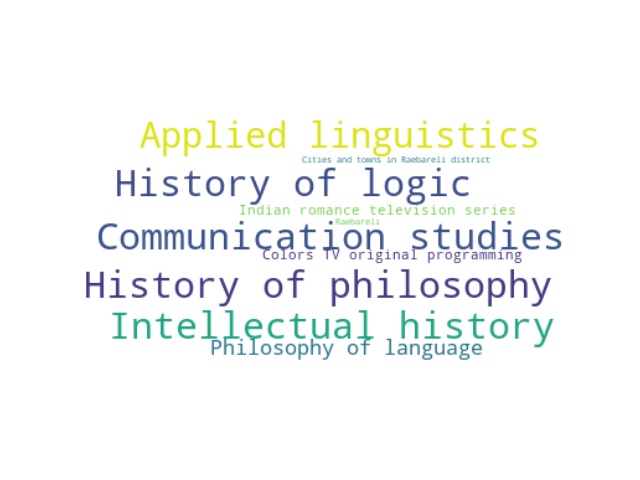 Applied linguistics
Cities and towns in Raebareli district
History of logic
Indian romance television series
Raebareli
Communication studies
Colors TV original programming
History of philosophy
Intellectual history
Philosophy of language